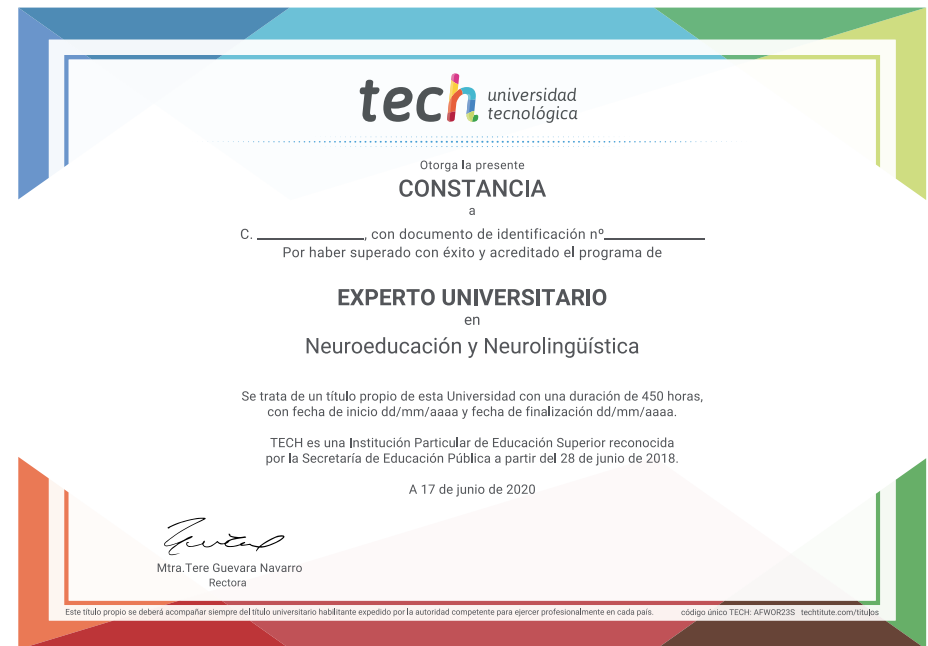 tech universidad
tecnológica
Otorga la presente
CONSTANCIA
a
C. ____________, con documento de identificación nº____________
Por haber superado con éxito y acreditado el programa de
EXPERTO UNIVERSITARIO
en
Neuroeducación y Neurolingüística
Se trata de un título propio de esta Universidad con una duración de 450 horas,
con fecha de inicio dd/mm/aaaa y fecha de finalización dd/mm/aaaa.
TECH es una Institución Particular de Educación Superior reconocida
por la Secretaría de Educación Pública a partir del 28 de junio de 2018.
A 17 de junio de 2020
Mtra.Tere Guevara Navarro
Rectora
Este título propio se deberá acompañar siempre del título universitario habilitante expedido por la autoridad competente para ejercer profesionalmente en cada país. código único TECH: AFWOR23S techtitute.com/titulos